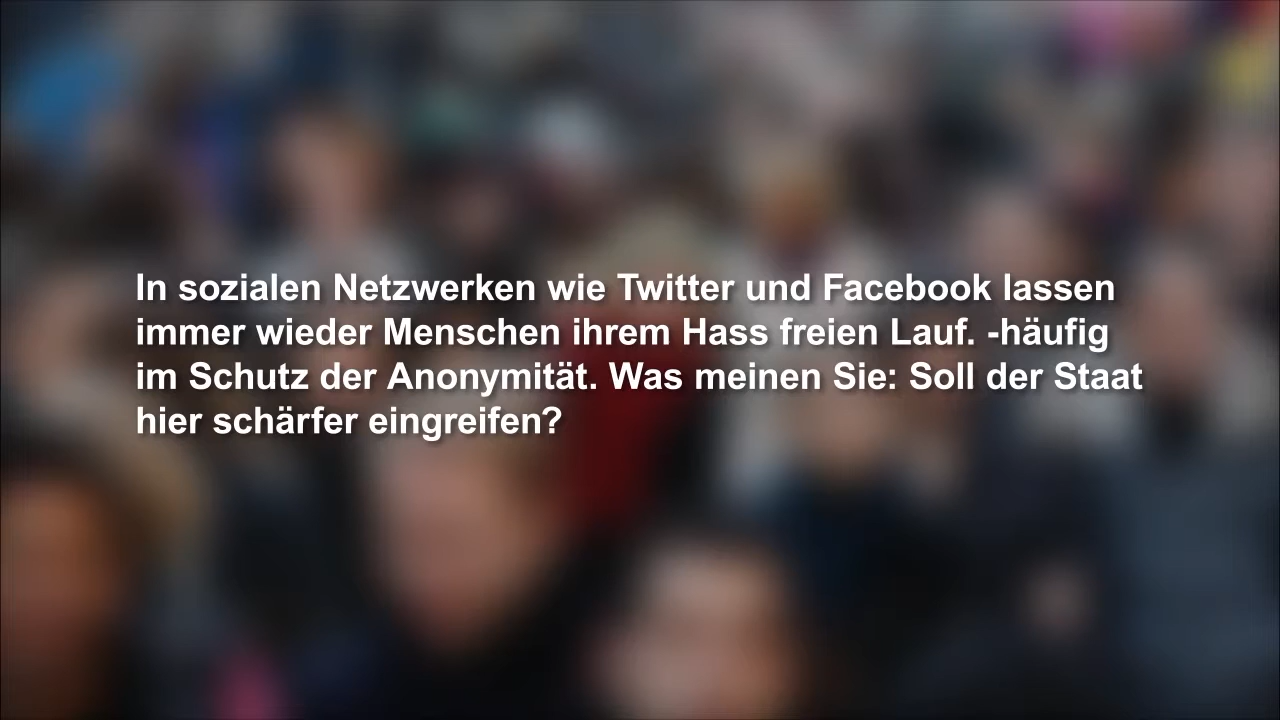 In sozialen Netzwerken wie Twitter und Facebook lassen
immer wieder Menschen ihrem Hass freien Lauf. -häufig
im Schutz der Anonymität. Was meinen Sie: Soll der Staat
hier schärfer eingreifen?